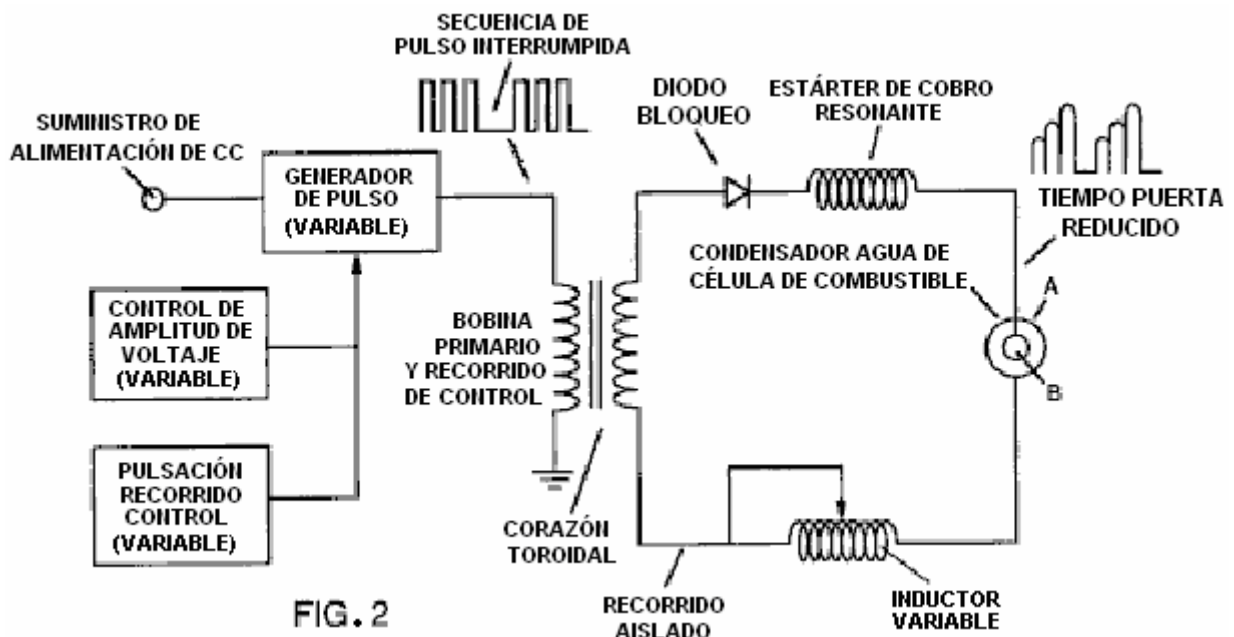 SECUENCIA DE
PULSO INTERRUMPIDA
SUMINISTRO DE
ALIMENTACIÓN DE CC
GENERADOR
DE PULSO
(VARIABLE)
CONTROL DE
AMPLITUD DE
VOLTAJE
(VARIABLE)
PULSACIÓN
RECORRIDO
CONTROL
(VARIABLE)
BOBINA
PRIMARIO
Y RECORRIDO
DE CONTROL
CORAZÓN
TOROIDAL
DIODO
BLOQUEO
ESTÁRTER DE COBRO
RESONANTE
TIEMPO PUERTA
REDUCIDO
CONDENSADOR AGUA DE
CÉLULA DE COMBUSTIBLE
A
B
RECORRIDO
AISLADO
INDUCTOR
VARIABLE
FIG. 2